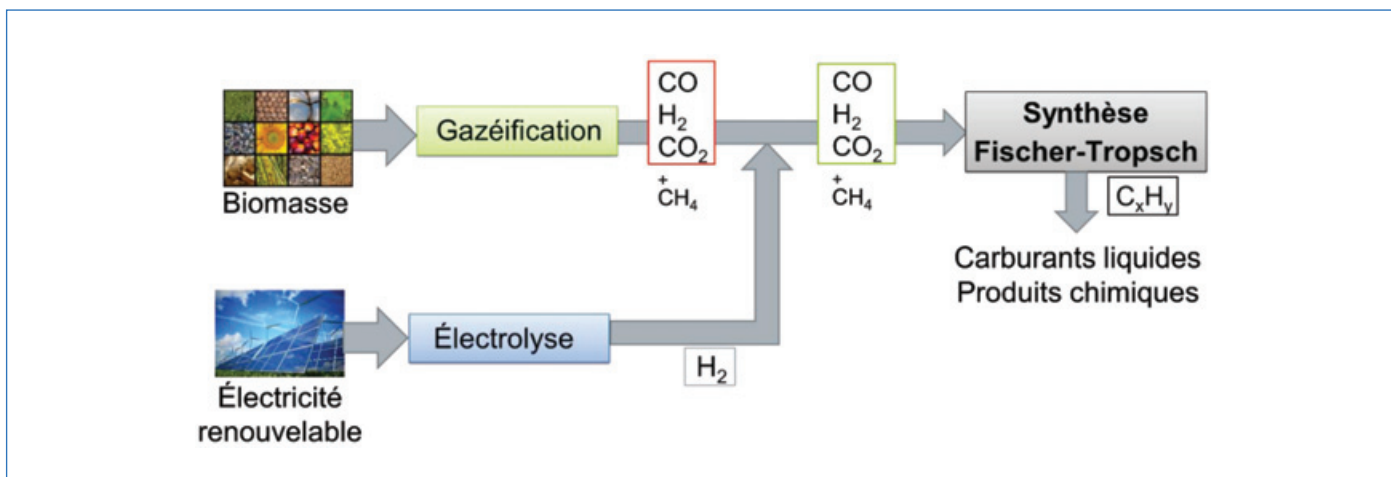 Biomasse
Gazéification
CO
H₂
CO₂
+
CH₄
CO
H₂
CO₂
+
CH₄
Synthèse
Fischer-Tropsch
CₓHᵧ
Carburants liquides
Produits chimiques
Électricité
renouvelable
Électrolyse
H₂